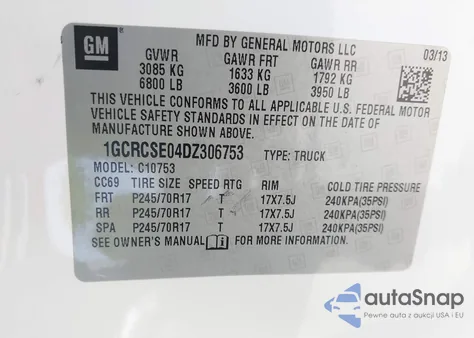 GM
MFD BY GENERAL MOTORS LLC
03/13
GVWR GAWR FRT GAWR RR
3085 KG 1633 KG 1792 KG
6800 LB 3600 LB 3950 LB
THIS VEHICLE CONFORMS TO ALL APPLICABLE U.S. FEDERAL MOTOR
VEHICLE SAFETY STANDARDS IN EFFECT ON THE DATE OF
MANUFACTURE SHOWN ABOVE.
1GCRCSE04DZ306753 TYPE: TRUCK
MODEL: C10753
CC69 TIRE SIZE SPEED RTG RIM COLD TIRE PRESSURE
FRT P245/70R17 T 17X7.5J 240KPA(35PSI)
RR P245/70R17 T 17X7.5J 240KPA(35PSI)
SPA P245/70R17 T 17X7.5J 240KPA(35PSI)
SEE OWNER'S MANUAL FOR MORE INFORMATION.
autoSnap
Pewne auta z aukcji USA i EU